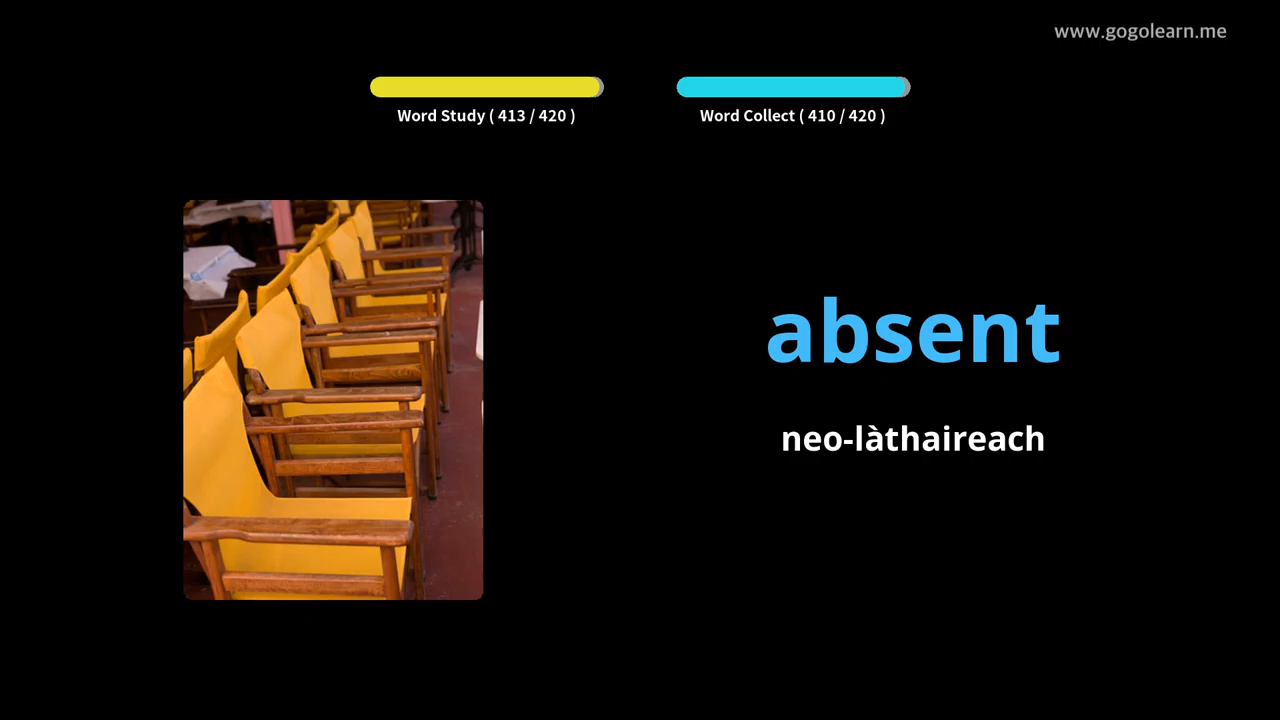 www.gogolearn.me
Word Study ( 413 / 420 )
Word Collect ( 410 / 420 )
absent
neo-làthaireach